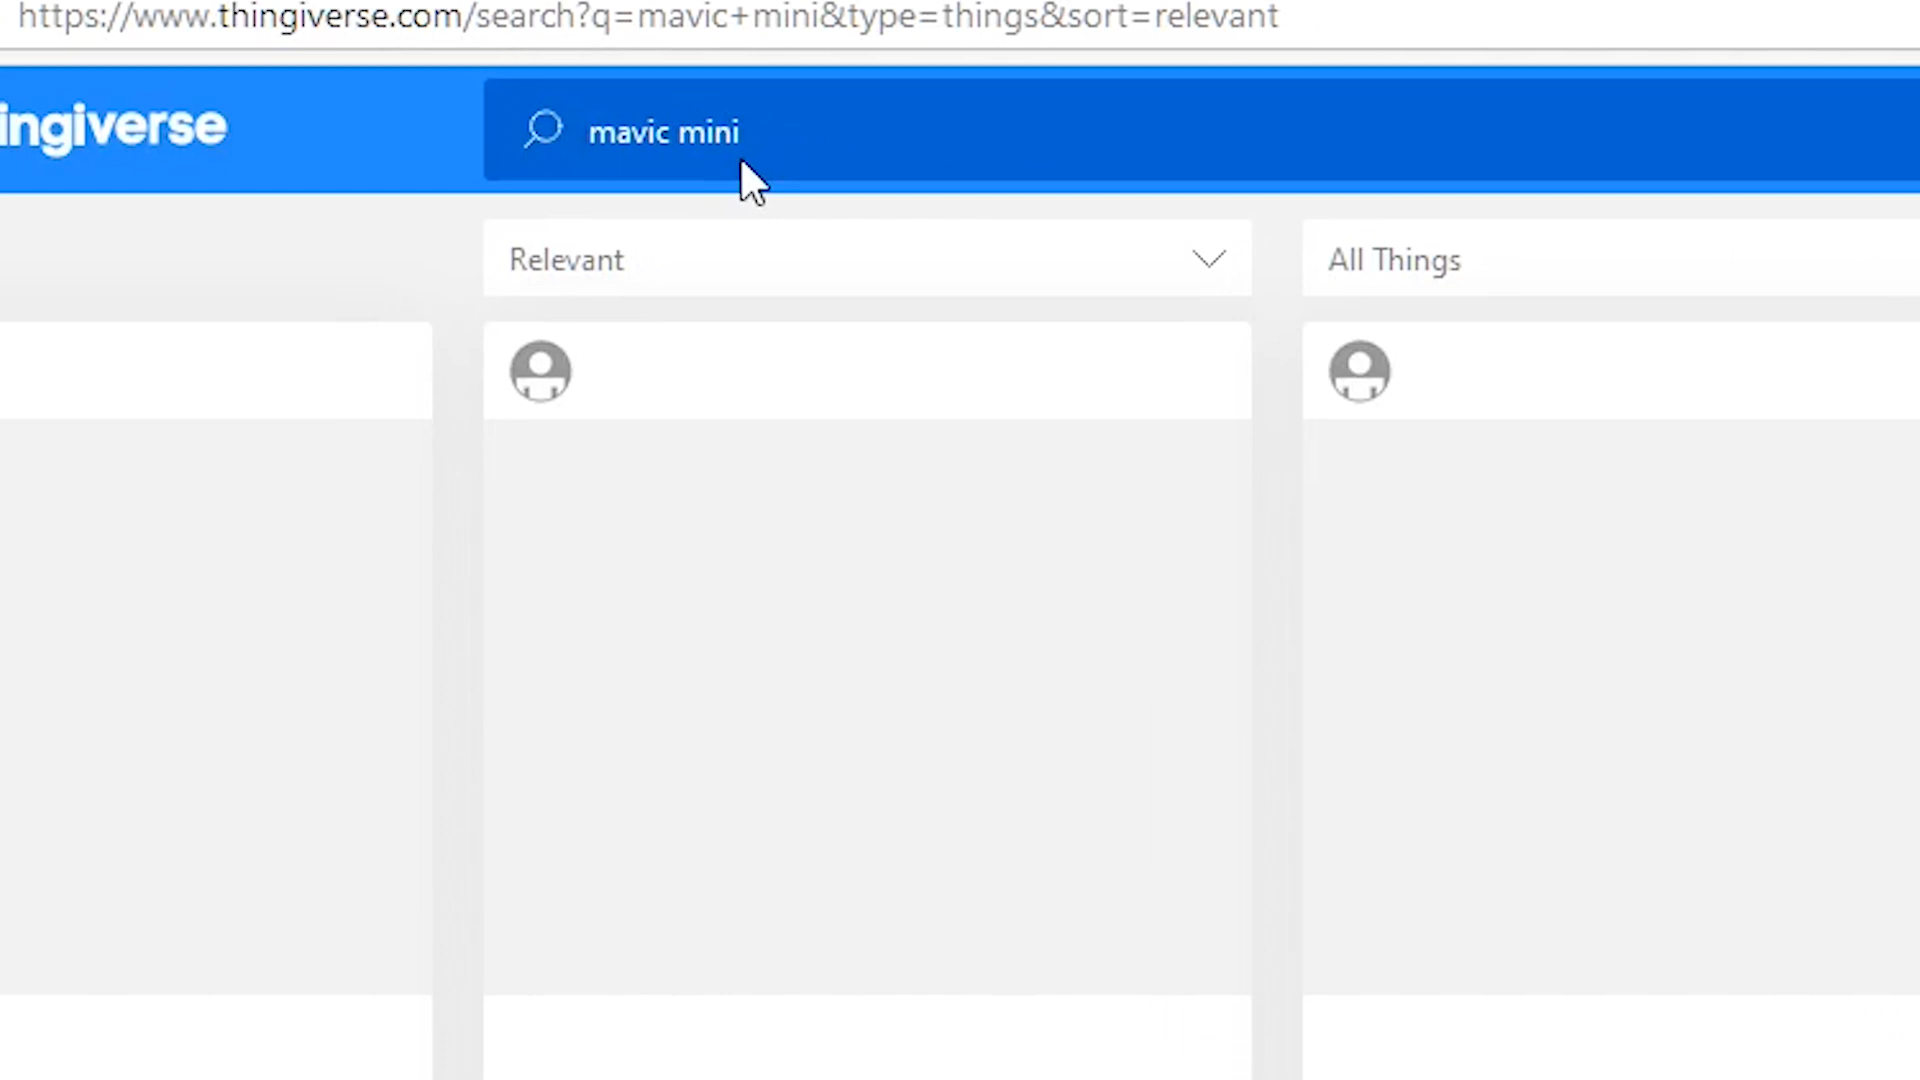 https://www.thingiverse.com/search?q=mavic+mini&type=things&sort=relevant
ingiverse
mavic mini
Relevant
All Things